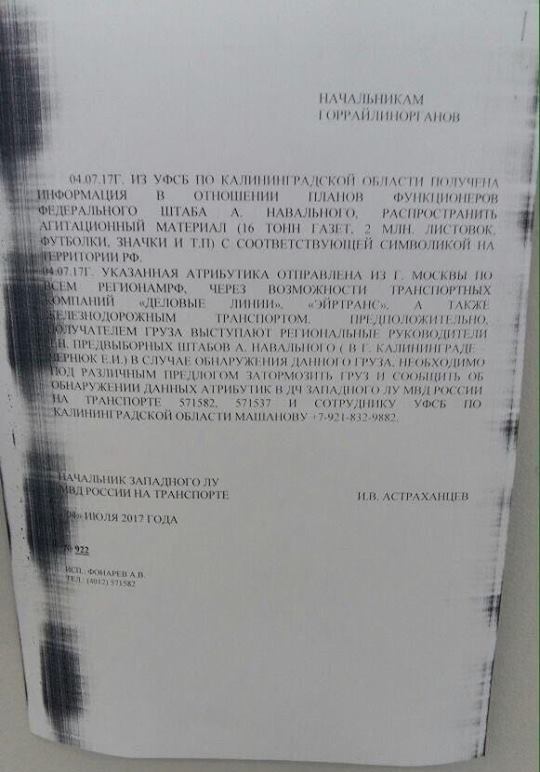 НАЧАЛЬНИКАМ
ГОРРАЙЛИНОРГАНОВ
04.07.17Г. ИЗ УФСБ ПО КАЛИНИНГРАДСКОЙ ОБЛАСТИ ПОЛУЧЕНА
ИНФОРМАЦИЯ В ОТНОШЕНИИ ПЛАНОВ ФУНКЦИОНЕРОВ
ФЕДЕРАЛЬНОГО ШТАБА А. НАВАЛЬНОГО, РАСПРОСТРАНИТЬ
АГИТАЦИОННЫЙ МАТЕРИАЛ (16 ТОНН ГАЗЕТ, 2 МЛН. ЛИСТОВОК,
ФУТБОЛКИ, ЗНАЧКИ И Т.П) С СООТВЕТСТВУЮЩЕЙ СИМВОЛИКОЙ НА
ТЕРРИТОРИИ РФ.
04.07.17Г. УКАЗАННАЯ АТРИБУТИКА ОТПРАВЛЕНА ИЗ Г. МОСКВЫ ПО
ВСЕМ РЕГИОНАМРФ, ЧЕРЕЗ ВОЗМОЖНОСТИ ТРАНСПОРТНЫХ
КОМПАНИЙ «ДЕЛОВЫЕ ЛИНИИ», «ЭЙРТРАНС», А ТАКЖЕ
ЖЕЛЕЗНОДОРОЖНЫМ ТРАНСПОРТОМ. ПРЕДПОЛОЖИТЕЛЬНО,
ПОЛУЧАТЕЛЕМ ГРУЗА ВЫСТУПАЮТ РЕГИОНАЛЬНЫЕ РУКОВОДИТЕЛИ
Т.Н. ПРЕДВЫБОРНЫХ ШТАБОВ А. НАВАЛЬНОГО ( В Г. КАЛИНИНГРАДЕ
ЧЕРНЮК Е.И.) В СЛУЧАЕ ОБНАРУЖЕНИЯ ДАННОГО ГРУЗА, НЕОБХОДИМО
ПОД РАЗЛИЧНЫМ ПРЕДЛОГОМ ЗАТОРМОЗИТЬ ГРУЗ И СООБЩИТЬ ОБ
ОБНАРУЖЕНИИ ДАННЫХ АТРИБУТИК В ДЧ ЗАПАДНОГО ЛУ МВД РОССИИ
НА ТРАНСПОРТЕ 571582, 571537 И СОТРУДНИКУ УФСБ ПО
КАЛИНИНГРАДСКОЙ ОБЛАСТИ МАШАНОВУ +7-921-832-9882.
НАЧАЛЬНИК ЗАПАДНОГО ЛУ
МВД РОССИИ НА ТРАНСПОРТЕ И.В. АСТРАХАНЦЕВ
«04» ИЮЛЯ 2017 ГОДА
№ 922
ИСП.: ФОНАРЕВ А.В.
ТЕЛ.: (4012) 571582